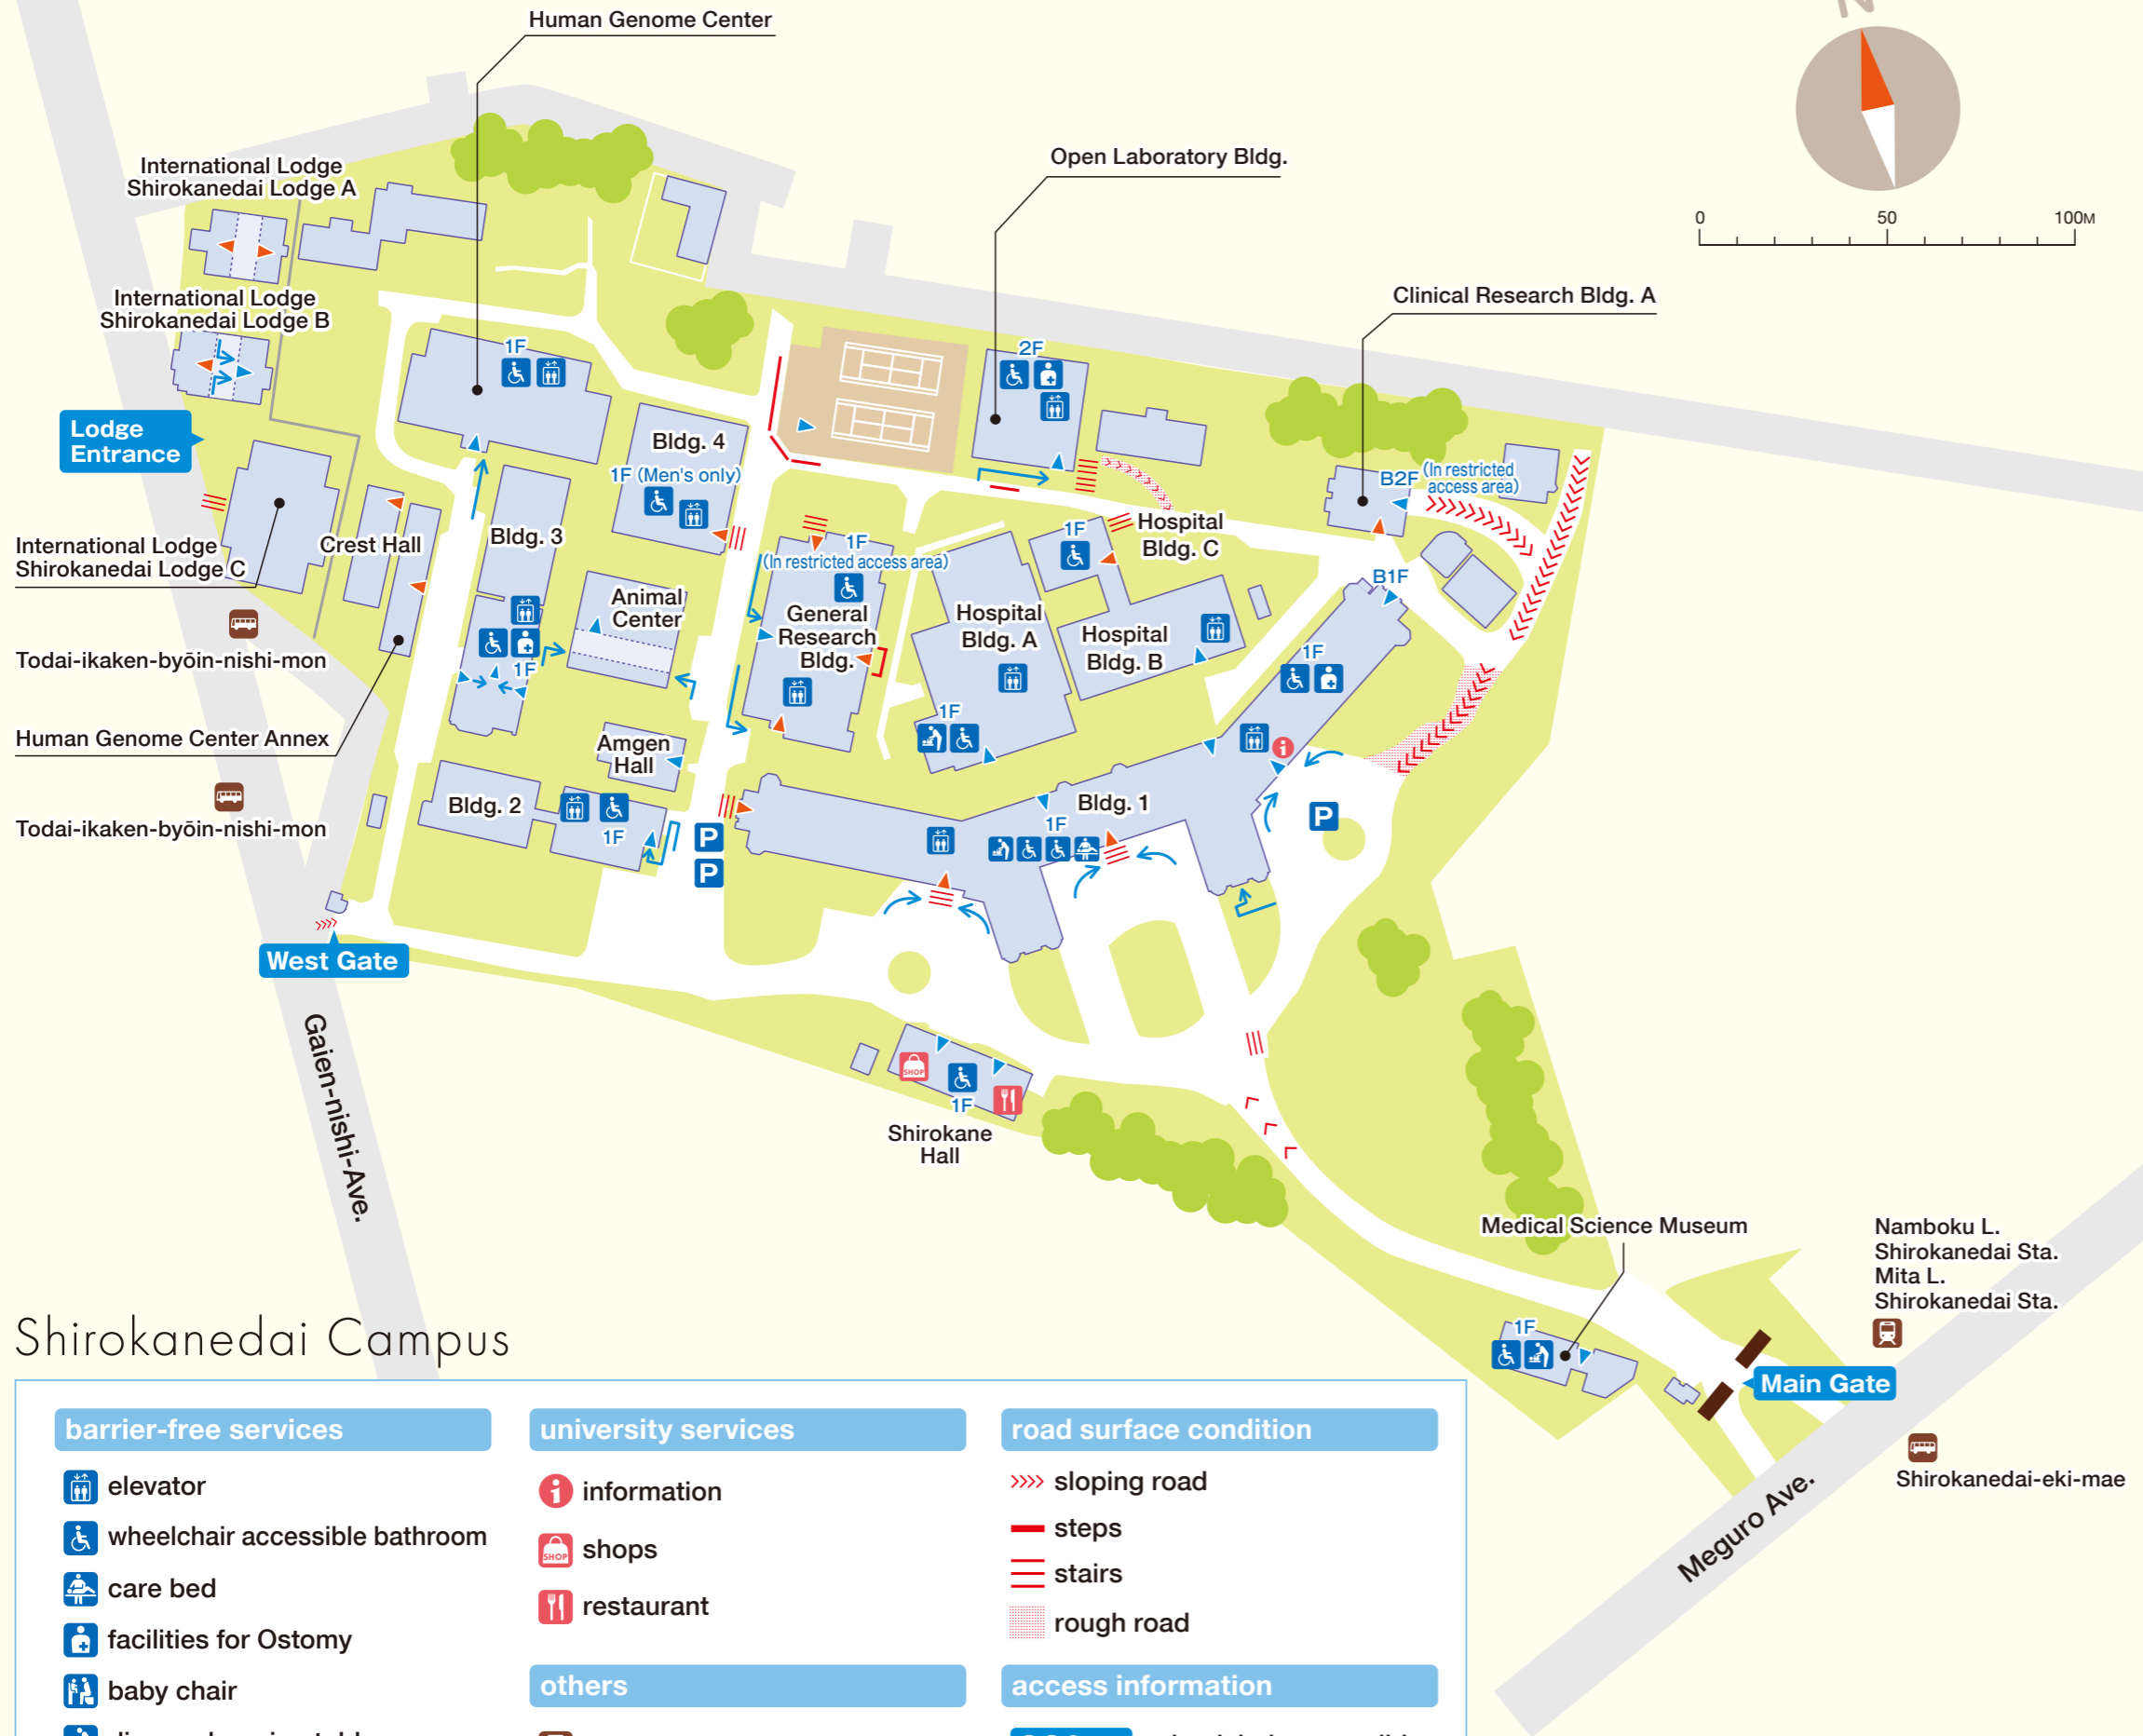 Human Genome Center
N
Open Laboratory Bldg.
International Lodge
Shirokanedai Lodge A
0 50 100M
International Lodge
Shirokanedai Lodge B
Clinical Research Bldg. A
1F
2F
Lodge
Entrance
Bldg. 4
1F (Men's only)
B2F
(In restricted
access area)
International Lodge
Shirokanedai Lodge C
Crest Hall
Bldg. 3
1F
(In restricted access area)
1F
Hospital
Bldg. C
B1F
Animal
Center
General
Research
Bldg.
Hospital
Bldg. A
Hospital
Bldg. B
1F
1F
Todai-ikaken-byōin-nishi-mon
Human Genome Center Annex
Amgen
Hall
1F
Todai-ikaken-byōin-nishi-mon
Bldg. 2
1F
P
P
Bldg. 1
1F
P
West Gate
Gaien-nishi-Ave.
SHOP
1F
Shirokane
Hall
Medical Science Museum
1F
Namboku L.
Shirokanedai Sta.
Mita L.
Shirokanedai Sta.
Main Gate
Shirokanedai-eki-mae
Meguro Ave.
Shirokanedai Campus
barrier-free services
elevator
wheelchair accessible bathroom
care bed
facilities for Ostomy
baby chair
university services
information
SHOP
shops
restaurant
others
road surface condition
sloping road
steps
stairs
rough road
access information